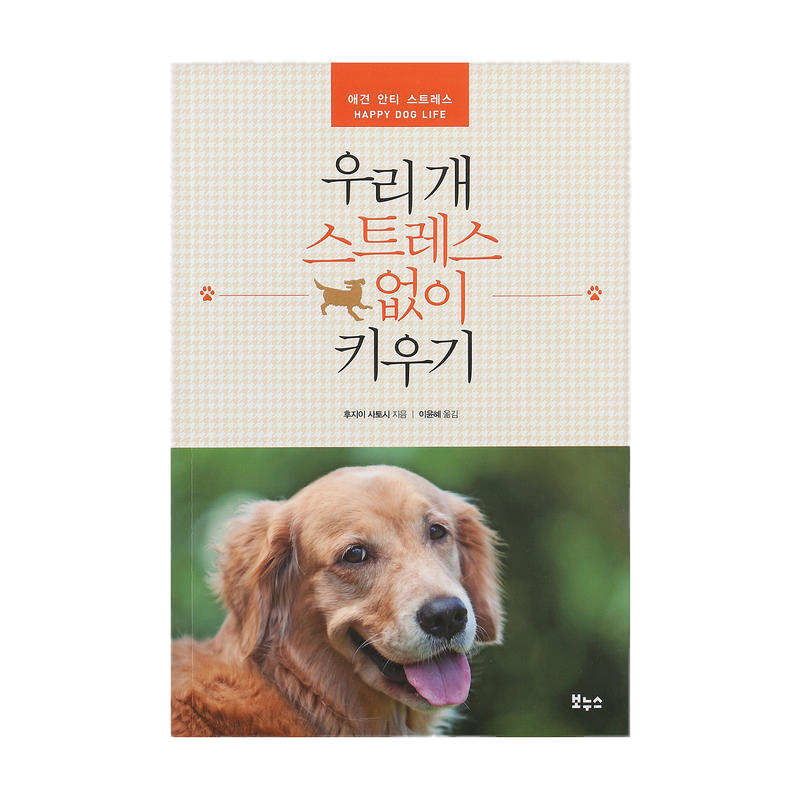 애견 안티 스트레스
HAPPY DOG LIFE
우리 개
스트레스
없이
키우기
후지이 사토시 지음 | 이윤혜 옮김
보누스